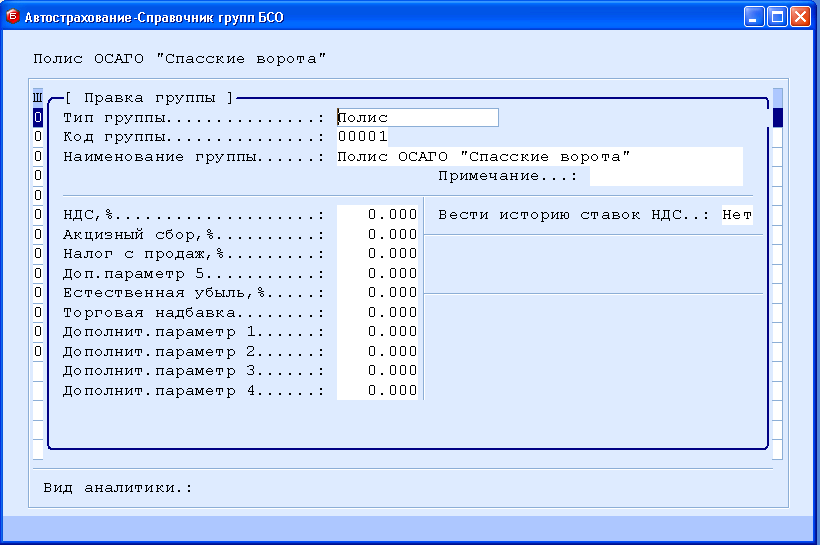 Автострахование-Справочник групп БСО
Полис ОСАГО "Спасские ворота"
Ш
[ Правка группы ]
0 Тип группы...............: Полис
0 Код группы...............: 00001
0 Наименование группы......: Полис ОСАГО "Спасские ворота"
0 Примечание...:
0
0 НДС,%....................: 0.000 Вести историю ставок НДС..: Нет
0 Акцизный сбор,%..........: 0.000
0 Налог с продаж,%.........: 0.000
0 Доп.параметр 5...........: 0.000
0 Естественная убыль,%.....: 0.000
0 Торговая надбавка........: 0.000
0 Дополнит.параметр 1......: 0.000
0 Дополнит.параметр 2......: 0.000
Дополнит.параметр 3......: 0.000
Дополнит.параметр 4......: 0.000
Вид аналитики.: